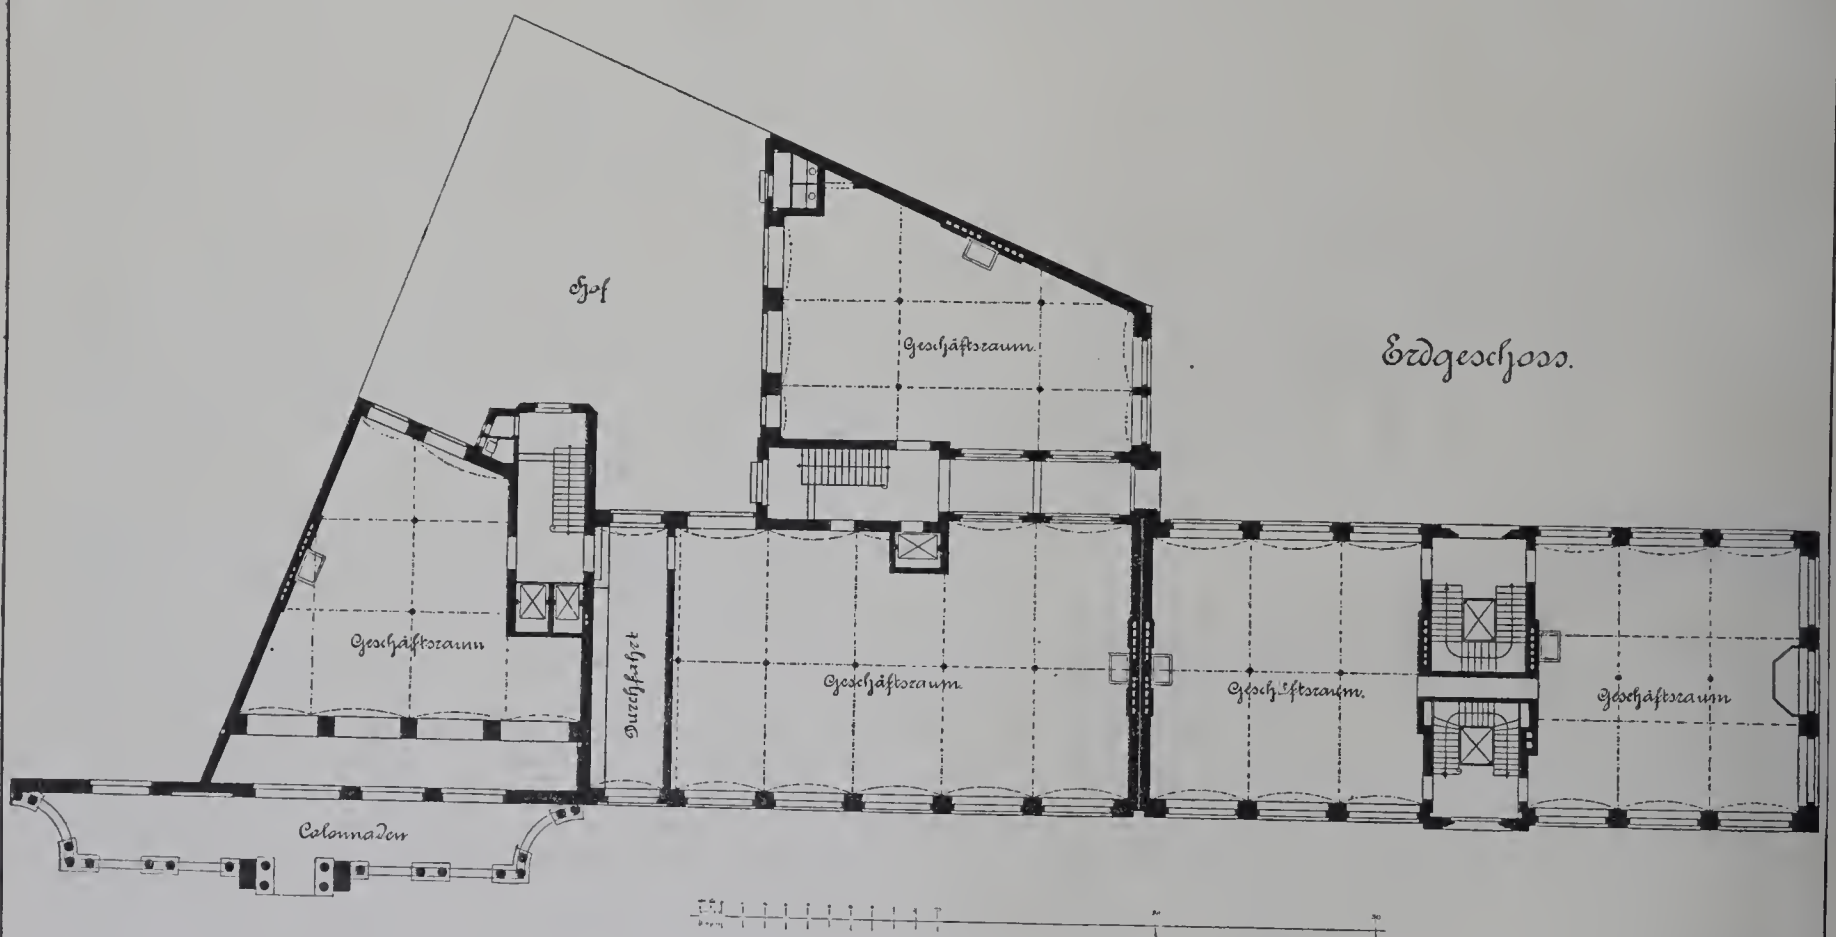 Hof
Geschäftsraum.
Erdgeschoss.
Geschäftsraum
Durchfahrt
Geschäftsraum.
Geschäftsraum.
Geschäftsraum
Colonnaden